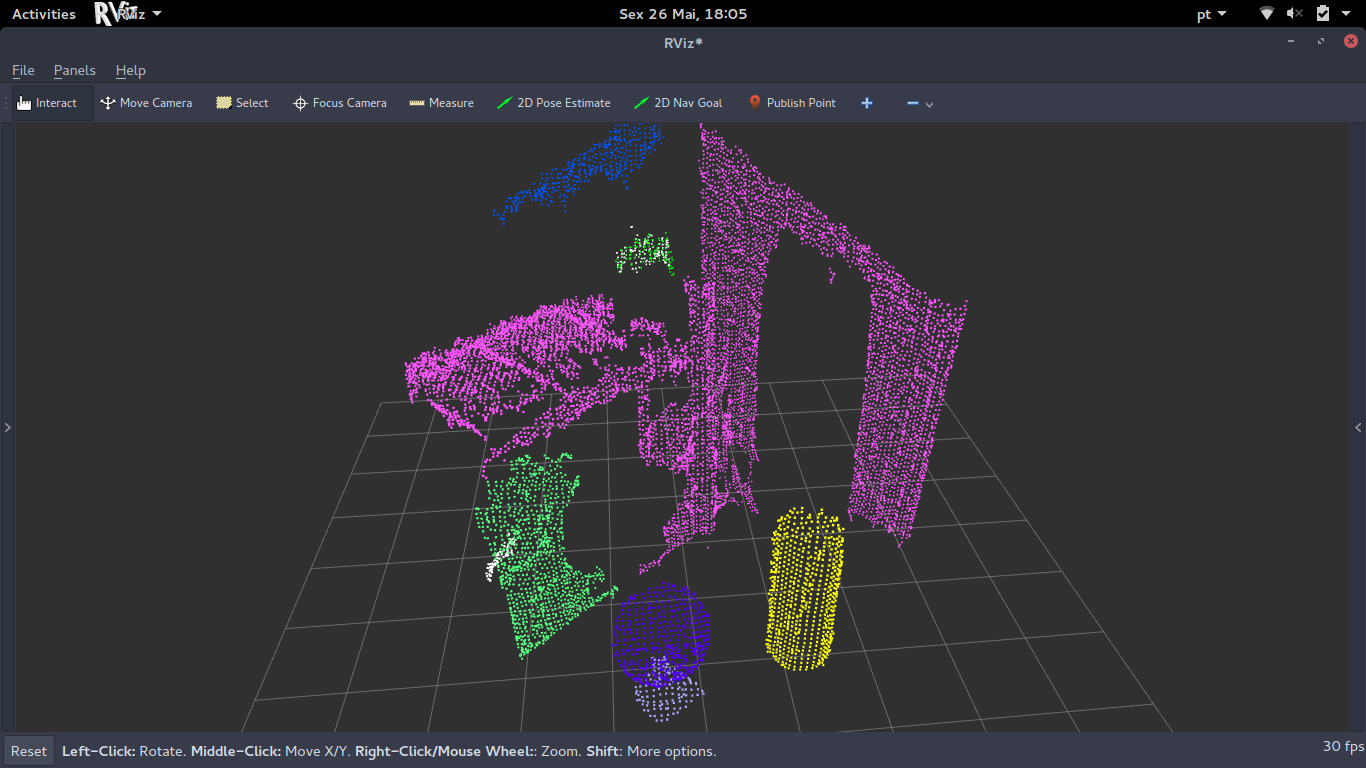 Activities RViz Sex 26 Mai, 18:05 pt
RViz*
File Panels Help
Interact Move Camera Select Focus Camera Measure 2D Pose Estimate 2D Nav Goal Publish Point
Reset Left-Click: Rotate. Middle-Click: Move X/Y. Right-Click/Mouse Wheel:: Zoom. Shift: More options. 30 fps